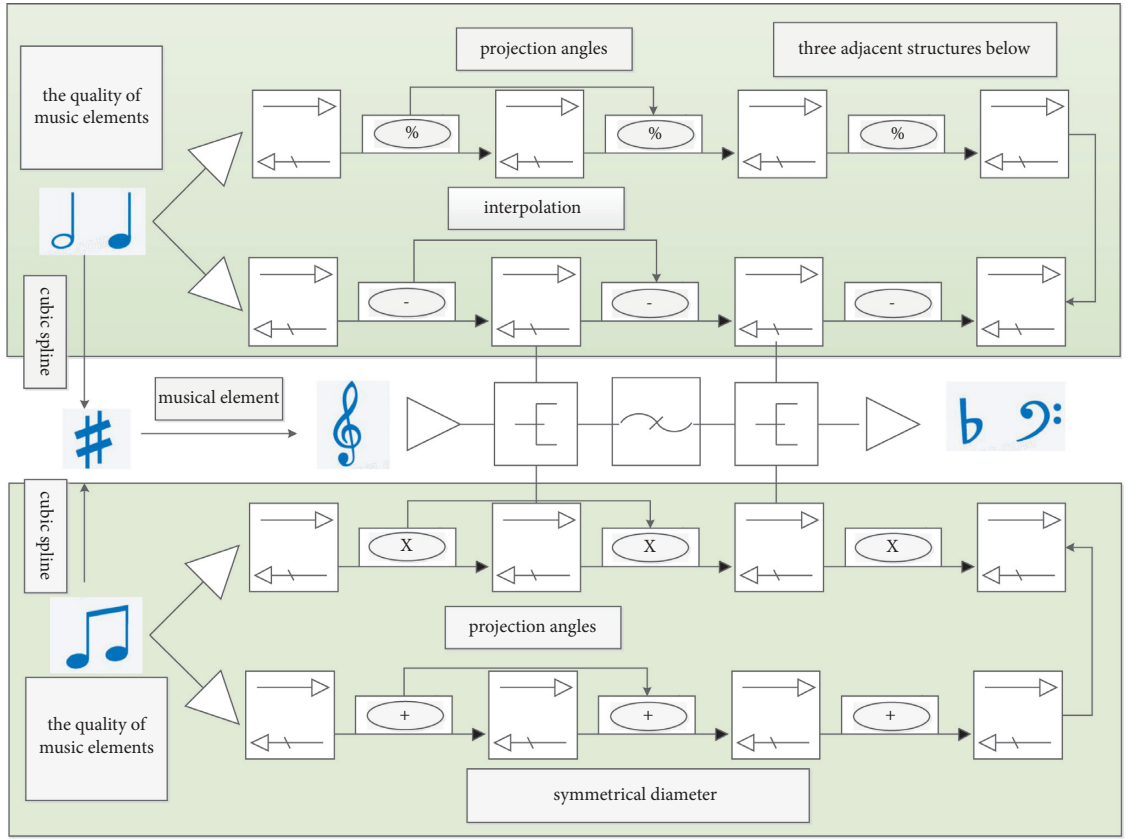 projection angles
three adjacent structures below
the quality of
music elements
%
%
%
interpolation
-
-
-
cubic spline
musical element
cubic spline
X
X
X
projection angles
the quality of
music elements
+
+
+
symmetrical diameter